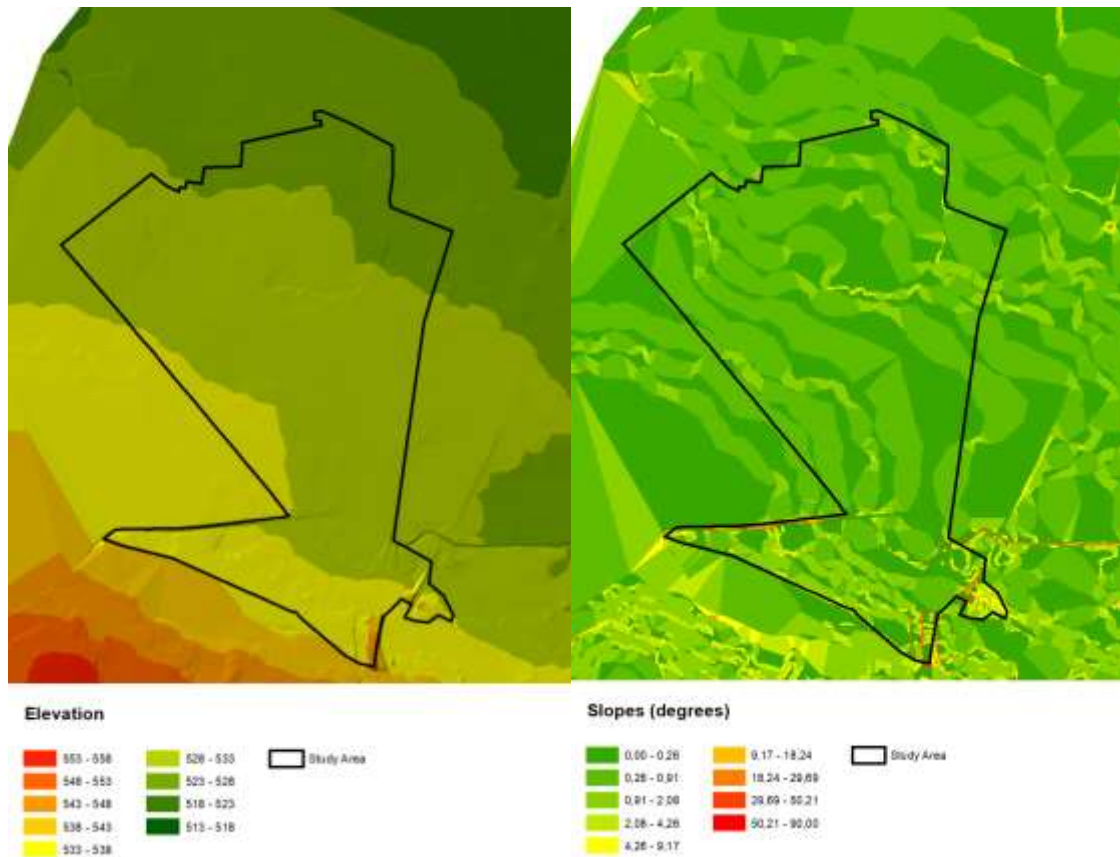 Elevation
553 - 558
548 - 553
543 - 548
538 - 543
533 - 538
528 - 533
523 - 528
518 - 523
513 - 518
Study Area
Slopes (degrees)
0,00 - 0,26
0,26 - 0,91
0,91 - 2,08
2,08 - 4,26
4,26 - 9,17
9,17 - 18,24
18,24 - 29,69
29,69 - 50,21
50,21 - 90,00
Study Area